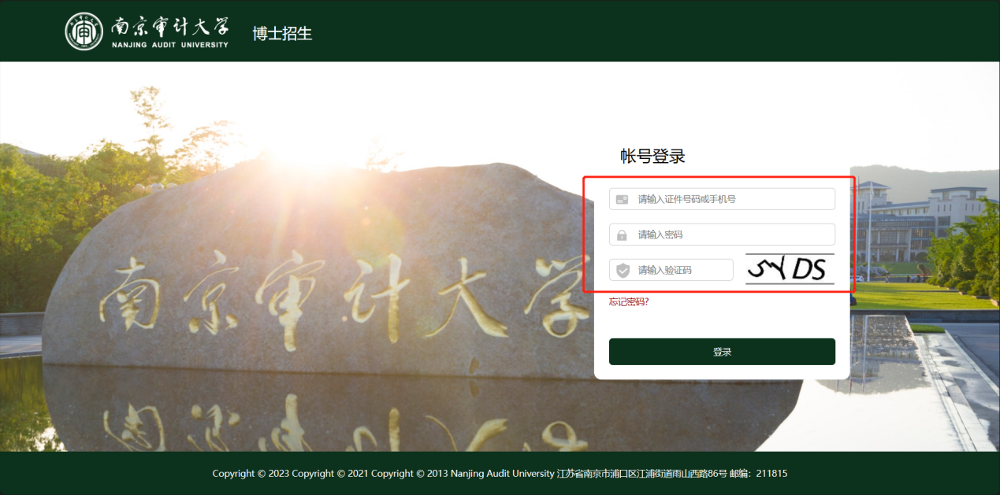 南京审计大学
NANJING AUDIT UNIVERSITY
博士招生
帐号登录
请输入证件号码或手机号
请输入密码
请输入验证码
忘记密码?
登录
南京审计大学
Copyright © 2023 Copyright © 2021 Copyright © 2013 Nanjing Audit University 江苏省南京市浦口区江浦街道雨山西路86号 邮编：211815